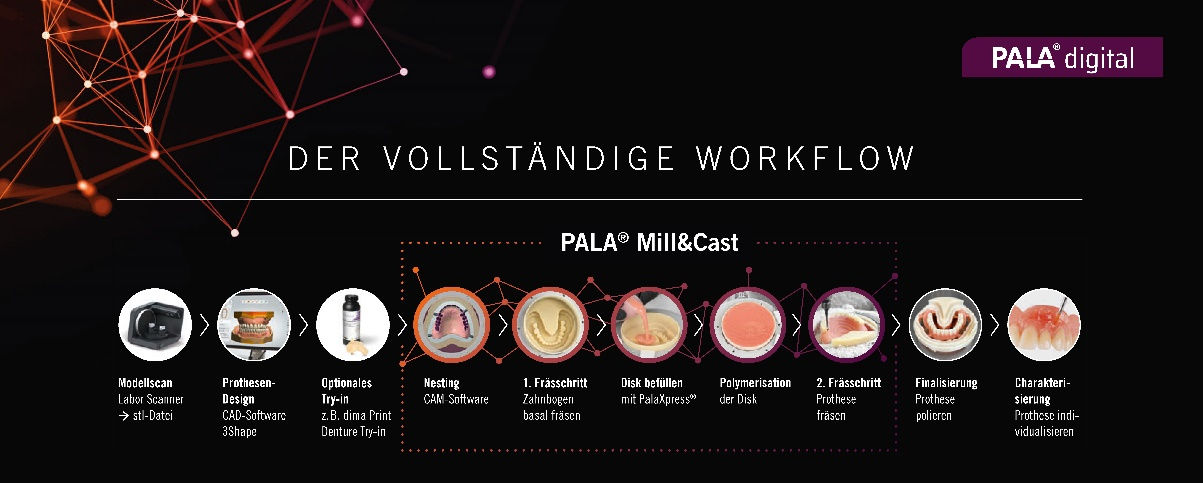 PALA® digital
DER VOLLSTÄNDIGE WORKFLOW
PALA® Mill&Cast
Modellscan
Labor Scanner
→ stl-Datei
Prothesen-
Design
CAD-Software
3Shape
Optionales
Try-in
z.B. dima Print
Denture Try-in
Nesting
CAM-Software
1. Frässchritt
Zahnbogen
basal fräsen
Disk befüllen
mit PalaXpress®
Polymerisation
der Disk
2. Frässchritt
Prothese
fräsen
Finalisierung
Prothese
polieren
Charakteri-
sierung
Prothese indi-
vidualisieren